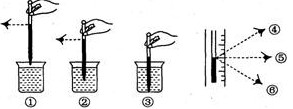 ④
⑤
⑥
① ② ③